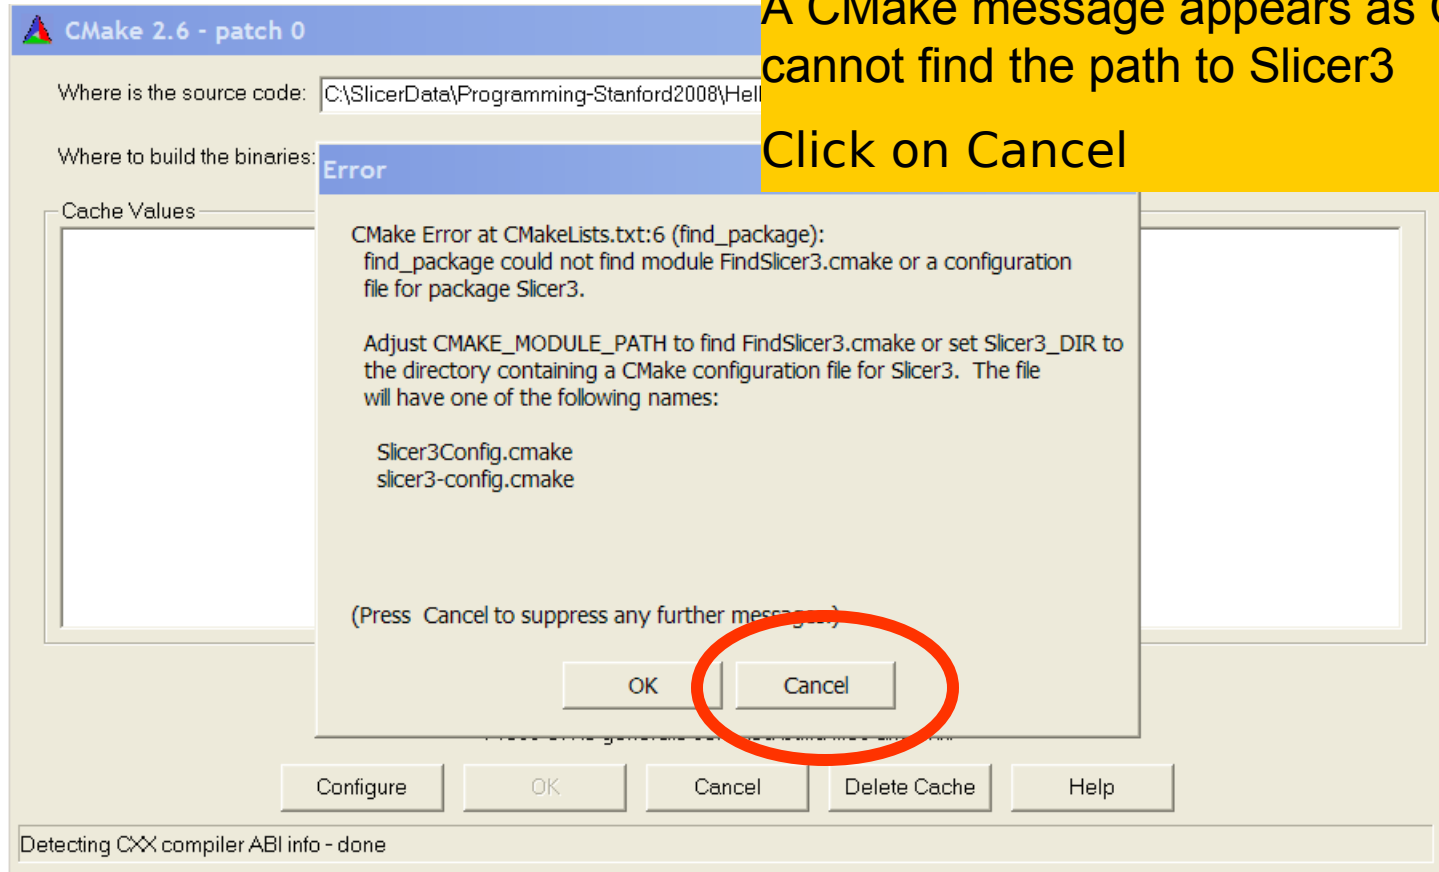 A CMake message appears as
cannot find the path to Slicer3
Click on Cancel
CMake 2.6 - patch 0
Where is the source code: C:\SlicerData\Programming-Stanford2008\Hell
Where to build the binaries:
Error
Cache Values
CMake Error at CMakeLists.txt:6 (find_package):
find_package could not find module FindSlicer3.cmake or a configuration
file for package Slicer3.
Adjust CMAKE_MODULE_PATH to find FindSlicer3.cmake or set Slicer3_DIR to
the directory containing a CMake configuration file for Slicer3. The file
will have one of the following names:
Slicer3Config.cmake
slicer3-config.cmake
(Press Cancel to suppress any further messages.)
OK Cancel
Configure OK Cancel Delete Cache Help
Detecting CXX compiler ABI info - done